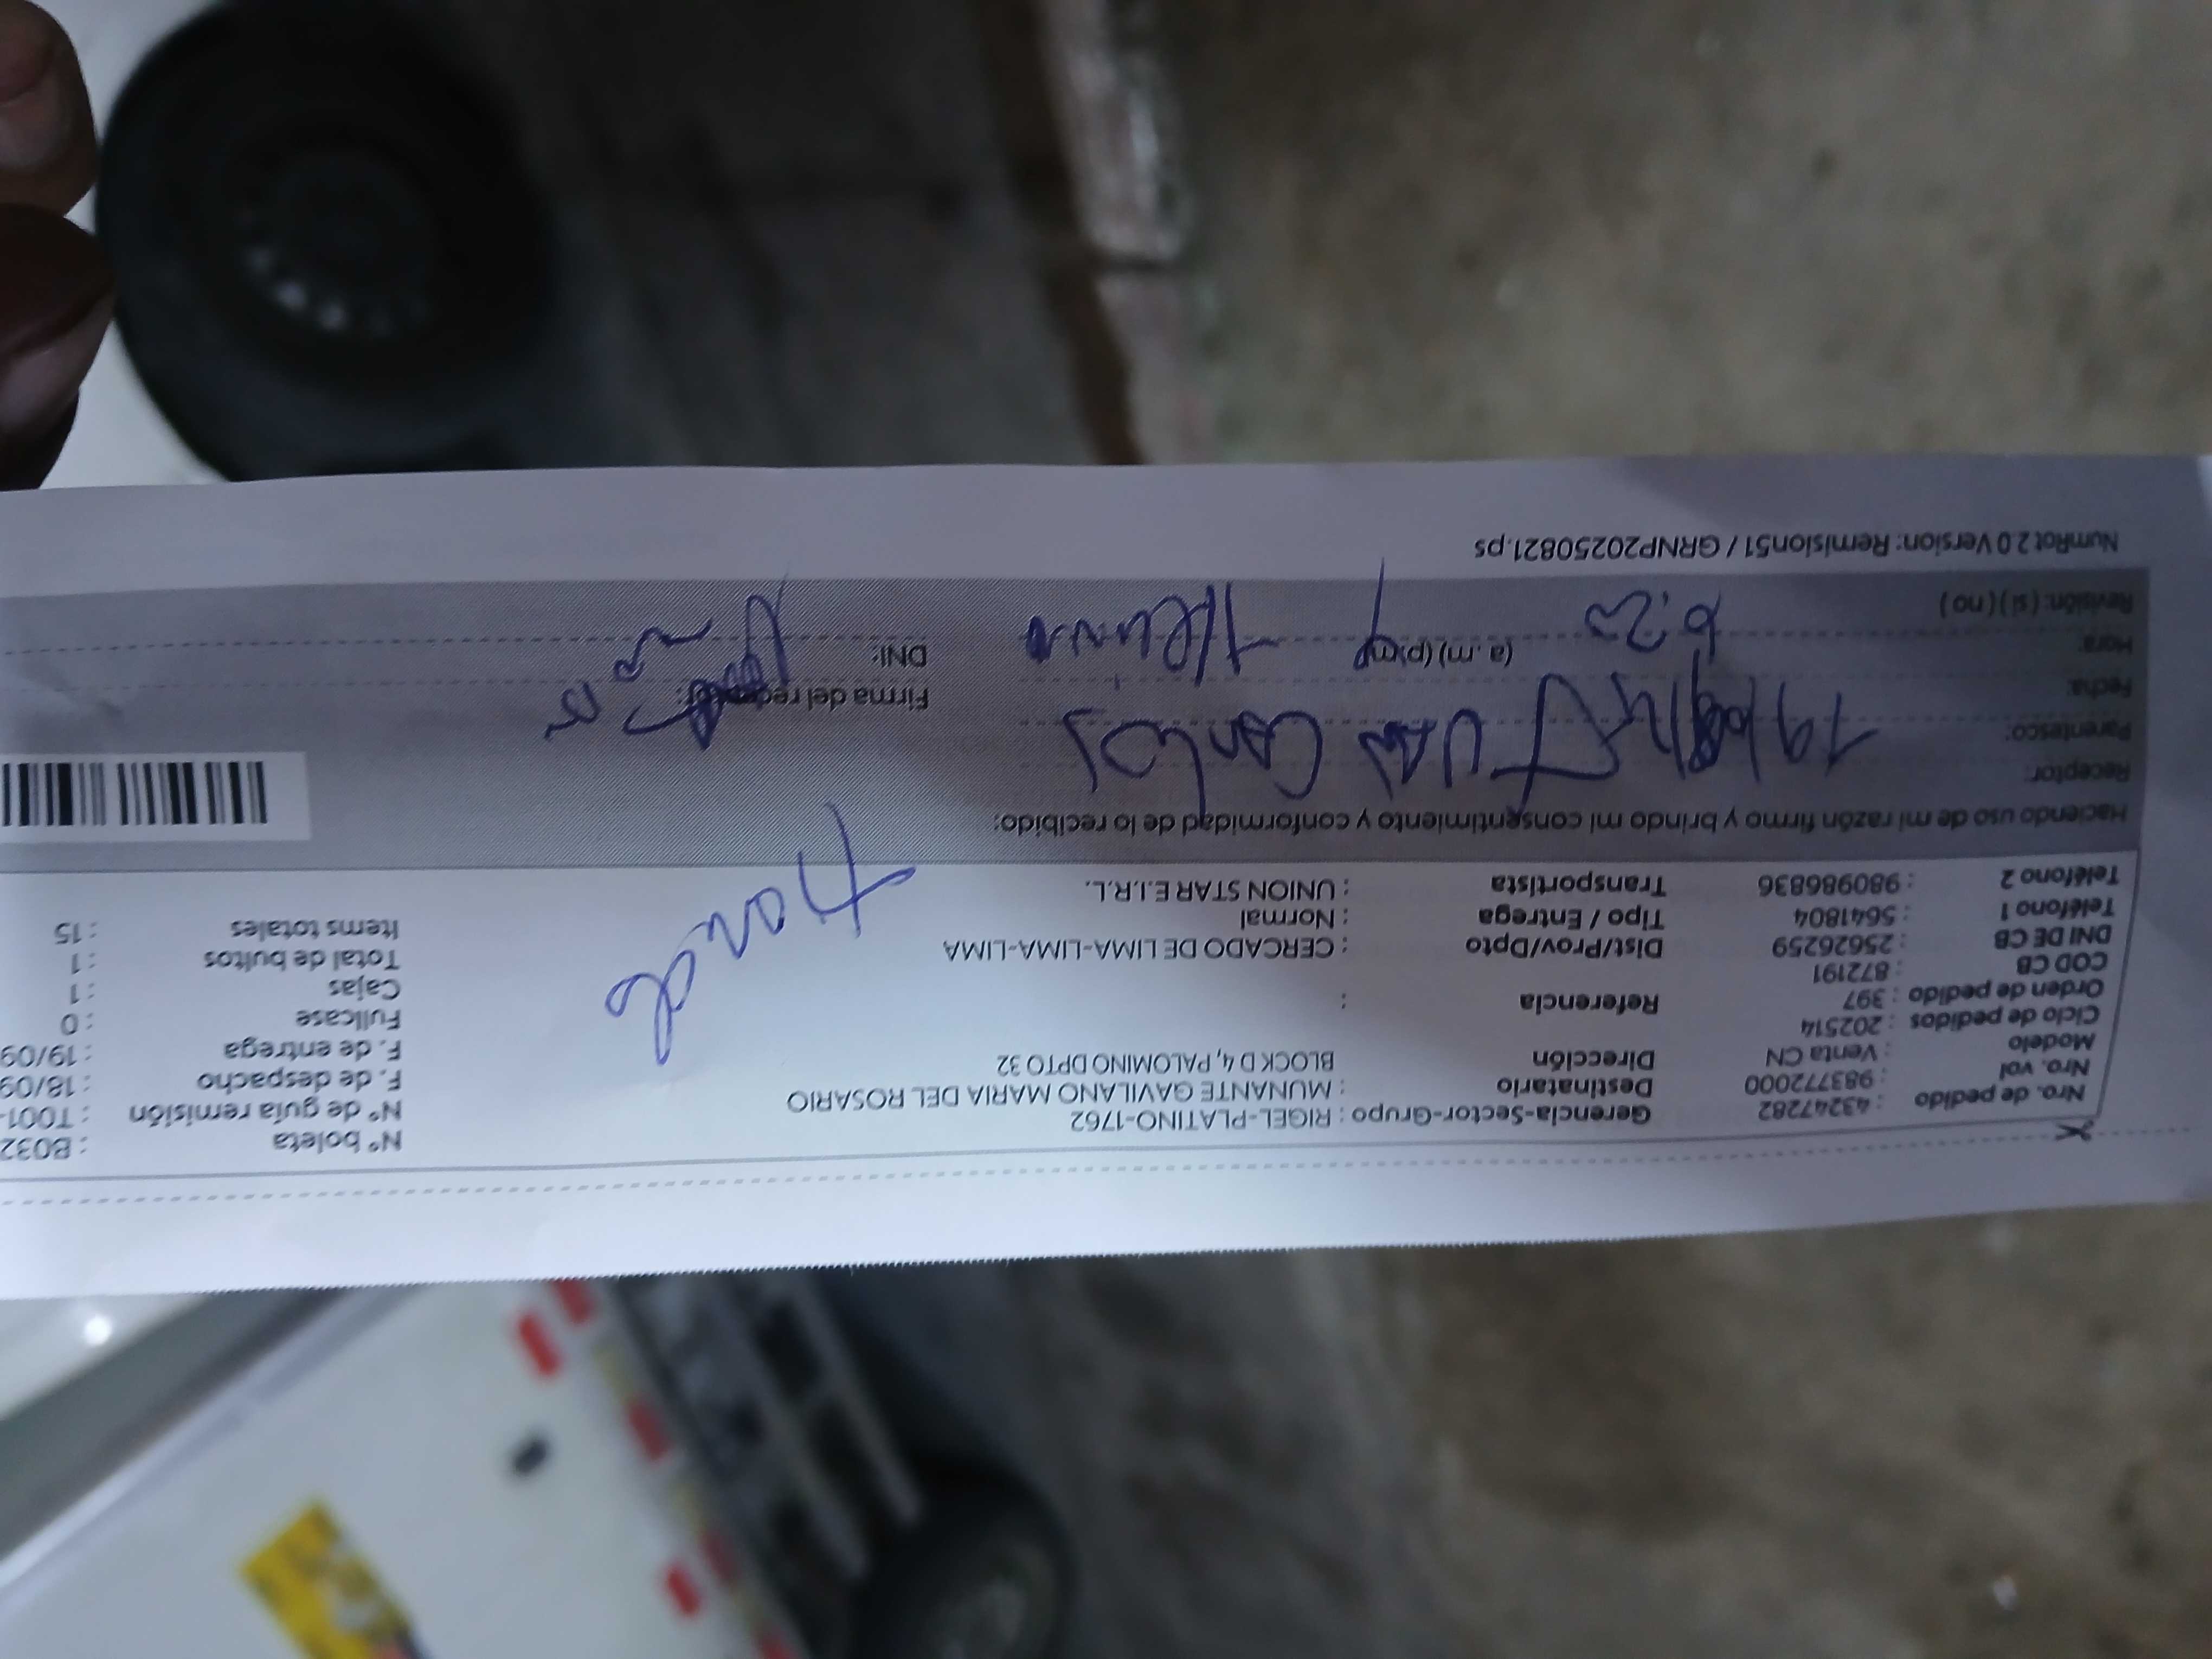 Nro. de pedido : 43247282 Gerencia-Sector-Grupo : RIGEL-PLATINO-1762 N° boleta : B032
Nro. vol : 983772000 Destinatario : MUNANTE GAVILANO MARIA DEL ROSARIO N° de guía remisión : T001-
Modelo : Venta CN Dirección BLOCK D 4, PALOMINO DPTO 32 F. de despacho : 18/09
Ciclo de pedidos : 202514 F. de entrega : 19/09
Orden de pedido : 397 Referencia : Fullcase : 0
COD CB : 872191 Cajas : 1
DNI DE CB : 25626259 Dist/Prov/Dpto : CERCADO DE LIMA-LIMA-LIMA Total de bultos : 1
Teléfono 1 : 5641804 Tipo / Entrega : Normal Items totales : 15
Teléfono 2 : 980986836 Transportista : UNION STAR E.I.R.L.
Haciendo uso de mi razón firmo y brindo mi consentimiento y conformidad de lo recibido:
Receptor:
Parentesco: Juan Carlos
Fecha: Firma del receptor:
Hora: 6:20 (a. m) (p. m) DNI:
Revisión: ( si ) ( no )
NumRot 2.0 Version: Remision51 / GRNP20250821.ps